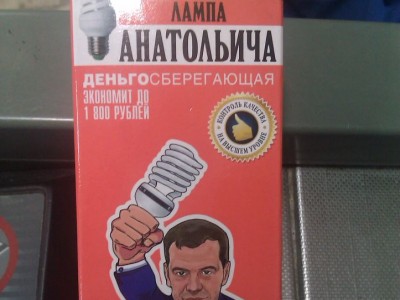 ЛАМПА
АНАТОЛЬИЧА
ДЕНЬГОСБЕРЕГАЮЩАЯ
ЭКОНОМИТ ДО
1 800 РУБЛЕЙ
КОНТРОЛЬ КАЧЕСТВА
НА ВЫСШЕМ УРОВНЕ